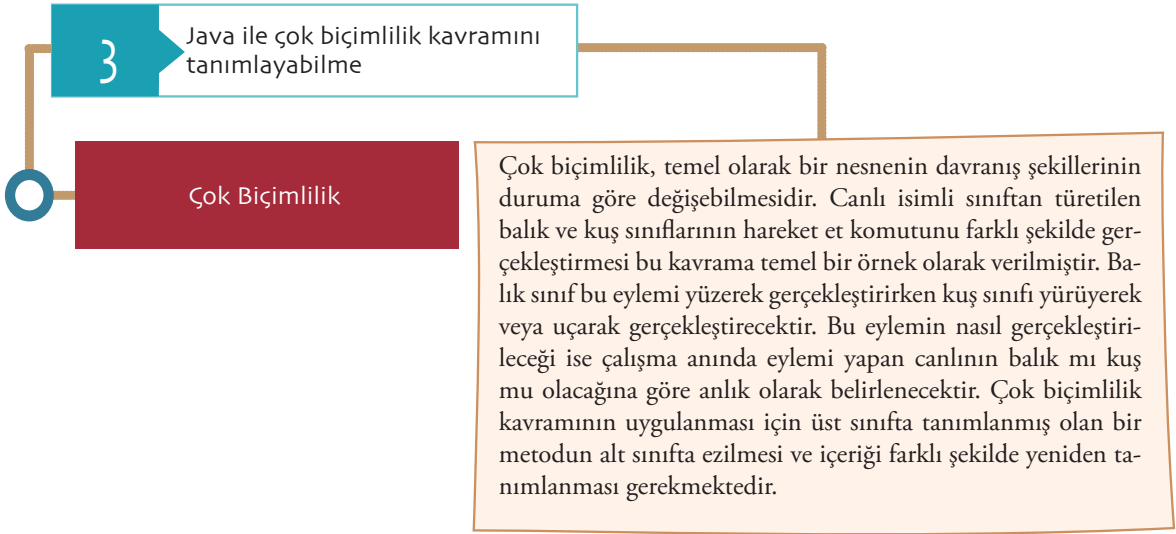 3
Java ile çok biçimlilik kavramını
tanımlayabilme
Çok Biçimlilik
Çok biçimlilik, temel olarak bir nesnenin davranış şekillerinin
duruma göre değişebilmesidir. Canlı isimli sınıftan türetilen
balık ve kuş sınıflarının hareket et komutunu farklı şekilde ger-
çekleştirmesi bu kavrama temel bir örnek olarak verilmiştir. Ba-
lık sınıf bu eylemi yüzerek gerçekleştirirken kuş sınıfı yürüyerek
veya uçarak gerçekleştirecektir. Bu eylemin nasıl gerçekleştiri-
leceği ise çalışma anında eylemi yapan canlının balık mı kuş
mu olacağına göre anlık olarak belirlenecektir. Çok biçimlilik
kavramının uygulanması için üst sınıfta tanımlanmış olan bir
metodun alt sınıfta ezilmesi ve içeriği farklı şekilde yeniden ta-
nımlanması gerekmektedir.